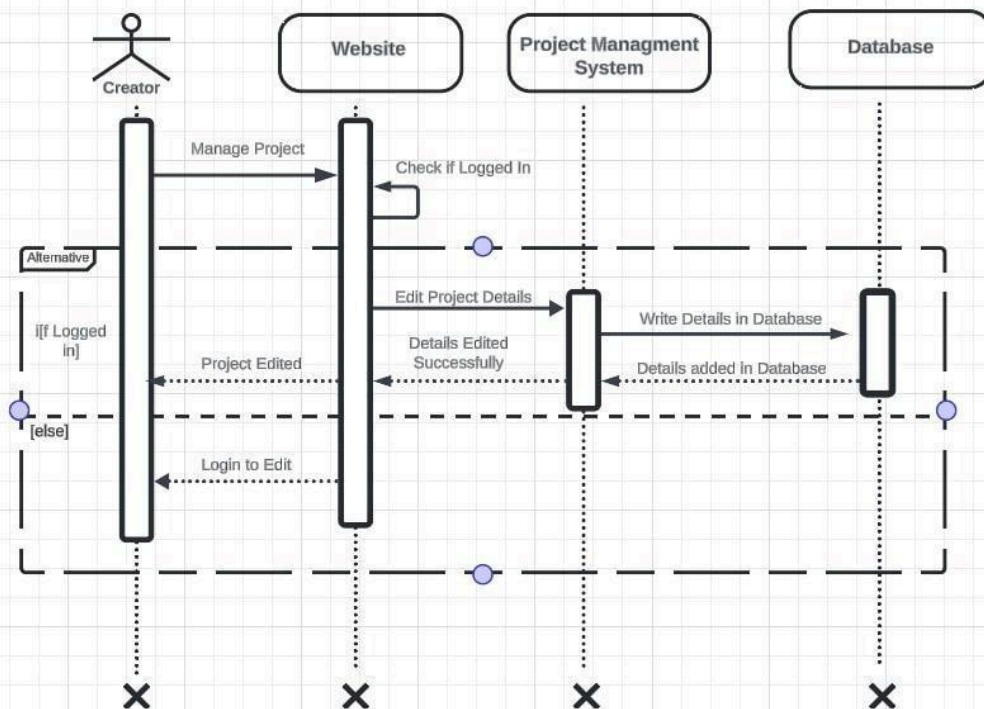 Creator
Website
Project Managment
System
Database
Manage Project
Check if Logged In
Alternative
i[f Logged
in]
Edit Project Details
Write Details in Database
Details Edited
Successfully
Project Edited
Details added in Database
[else]
Login to Edit